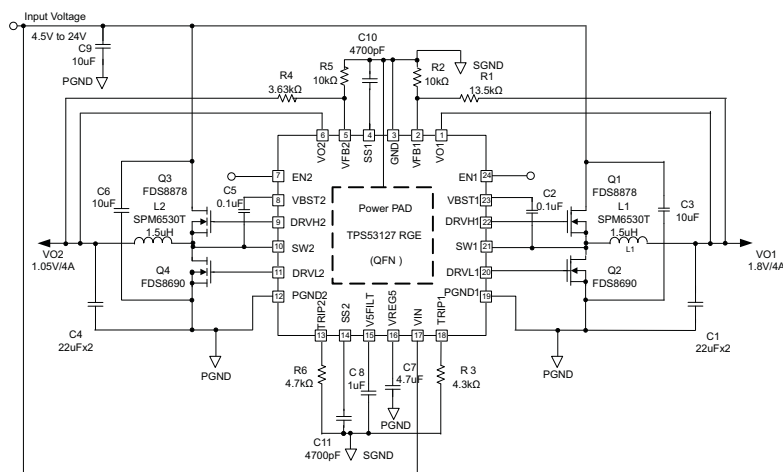 Input Voltage
4.5V to 24V
C9
10uF
PGND
C10
4700pF
SGND
R5
10kΩ
R2
10kΩ
R4
3.63kΩ
R1
13.5kΩ
6
5
4
3
2
1
VO2
VFB2
SS1
GND
VFB1
VO1
7
EN2
EN1
24
8
VBST2
VBST1
23
9
DRVH2
DRVH1
22
10
SW2
SW1
21
11
DRVL2
DRVL1
20
12
PGND2
PGND1
19
Power PAD
TPS53127 RGE
(QFN )
Q3
FDS8878
L2
SPM6530T
1.5uH
C6
10uF
C5
0.1uF
Q4
FDS8690
VO2
1.05V/4A
C4
22uFx2
PGND
Q1
FDS8878
L1
SPM6530T
1.5uH
L1
C2
0.1uF
C3
10uF
Q2
FDS8690
VO1
1.8V/4A
C1
22uFx2
PGND
TRIP2
SS2
V5FILT
VREG5
VIN
TRIP1
13
14
15
16
17
18
R6
4.7kΩ
C 8
1uF
C7
4.7uF
R 3
4.3kΩ
PGND
C11
4700pF
SGND